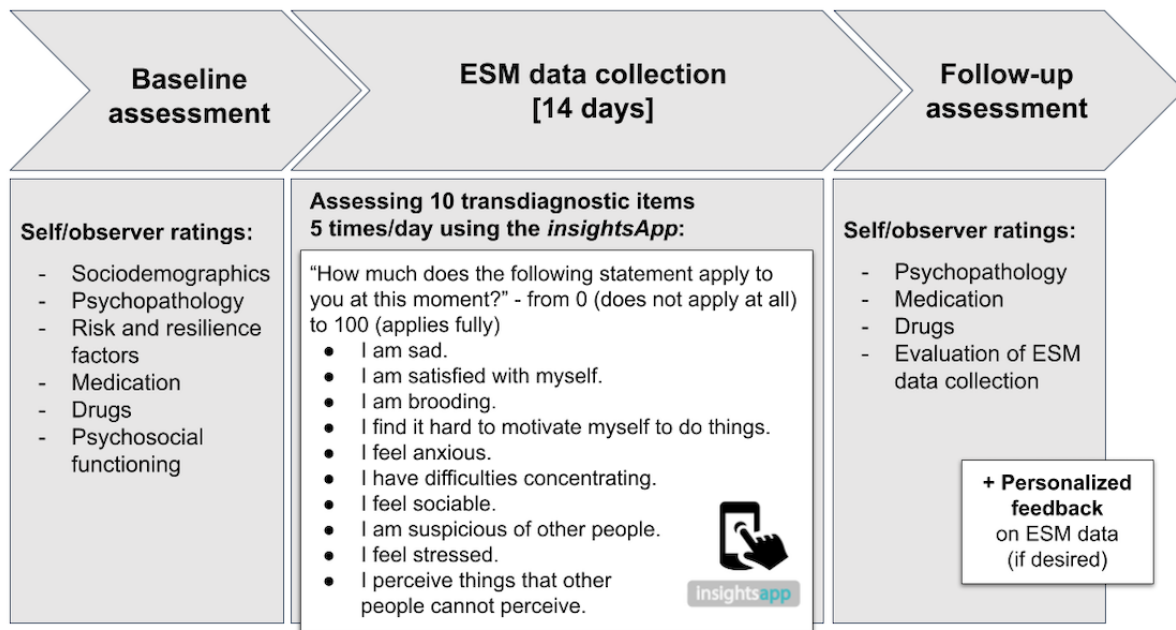 Baseline
assessment
ESM data collection
[14 days]
Follow-up
assessment
Self/observer ratings:
- Sociodemographics
- Psychopathology
- Risk and resilience
factors
- Medication
- Drugs
- Psychosocial
functioning
Assessing 10 transdiagnostic items
5 times/day using the insightsApp:
“How much does the following statement apply to
you at this moment?” - from 0 (does not apply at all)
to 100 (applies fully)
● I am sad.
● I am satisfied with myself.
● I am brooding.
● I find it hard to motivate myself to do things.
● I feel anxious.
● I have difficulties concentrating.
● I feel sociable.
● I am suspicious of other people.
● I feel stressed.
● I perceive things that other
people cannot perceive.
insightsapp
Self/observer ratings:
- Psychopathology
- Medication
- Drugs
- Evaluation of ESM
data collection
+ Personalized
feedback
on ESM data
(if desired)